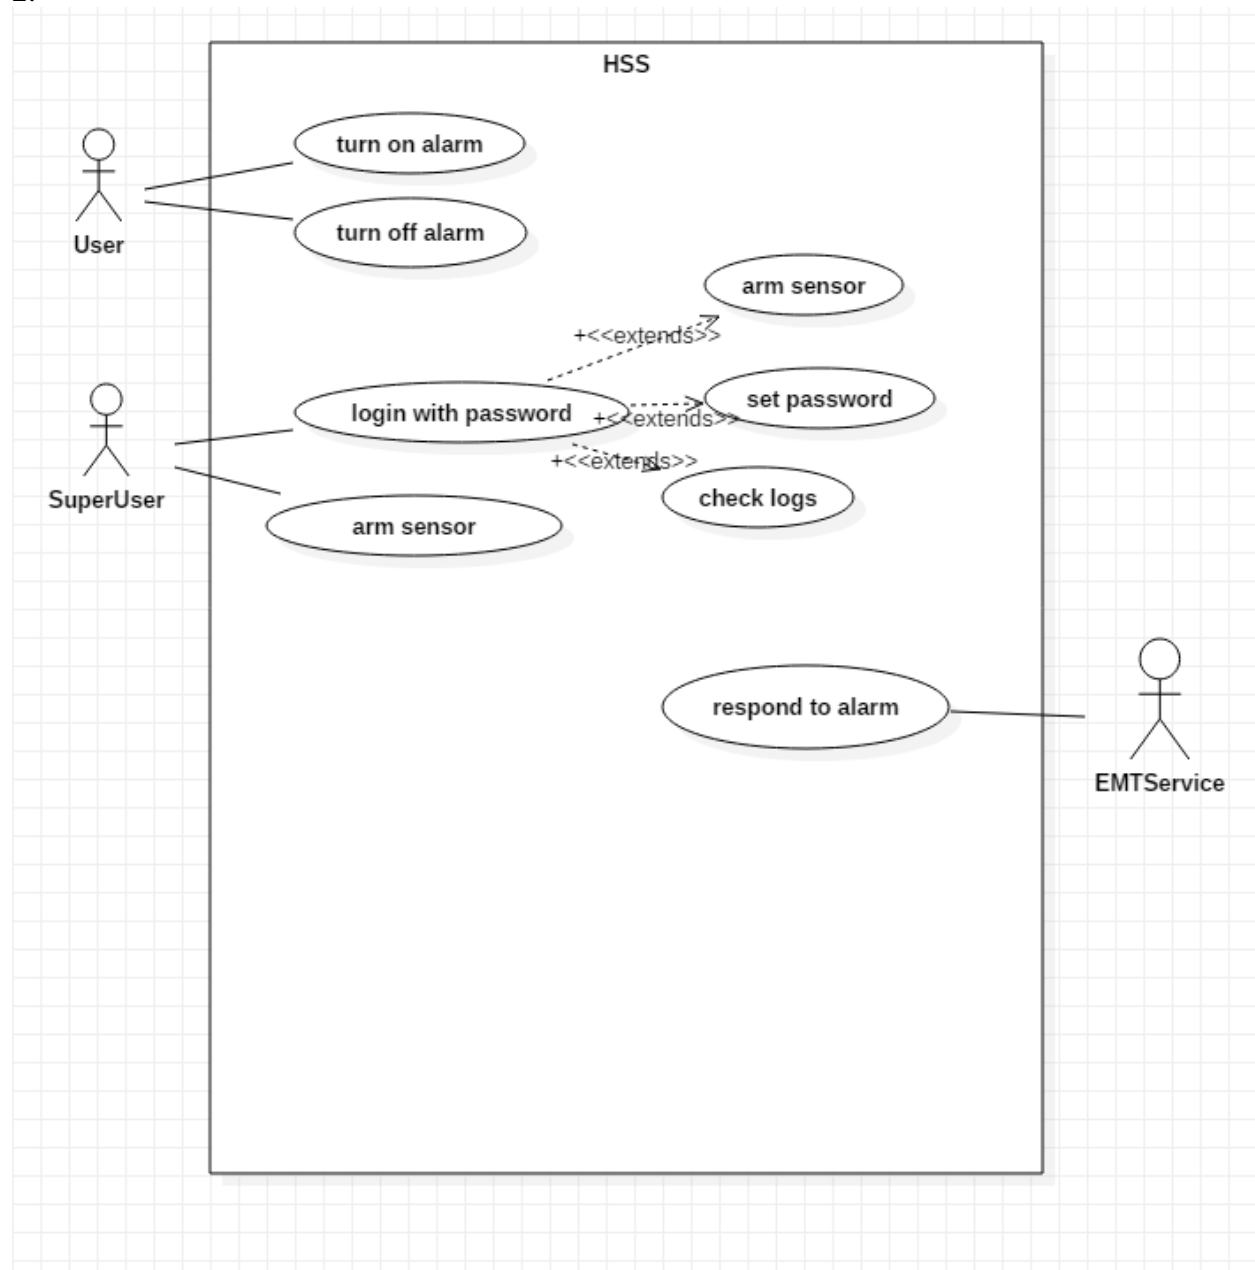 HSS
turn on alarm
User
turn off alarm
arm sensor
+<<extends>>
login with password
set password
+<<extends>>
+<<extends>>
SuperUser
check logs
arm sensor
respond to alarm
EMTService